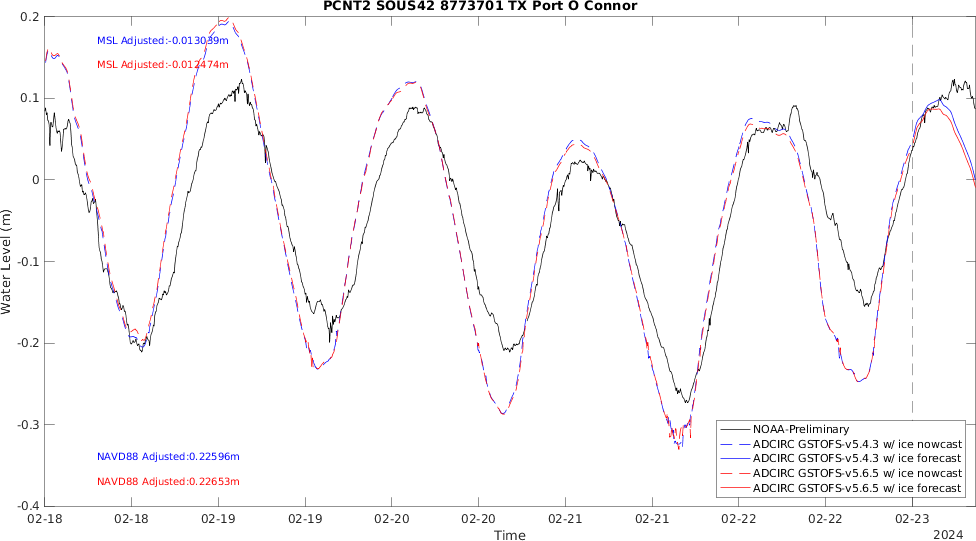 PCNT2 SOUS42 8773701 TX Port O Connor
MSL Adjusted:-0.013039m
MSL Adjusted:-0.012474m
NAVD88 Adjusted:0.22596m
NAVD88 Adjusted:0.22653m
Water Level (m)
0.2
0.1
0
-0.1
-0.2
-0.3
-0.4
NOAA-Preliminary
ADCIRC GSTOFS-v5.4.3 w/ ice nowcast
ADCIRC GSTOFS-v5.4.3 w/ ice forecast
ADCIRC GSTOFS-v5.6.5 w/ ice nowcast
ADCIRC GSTOFS-v5.6.5 w/ ice forecast
02-18 02-18 02-19 02-19 02-20 02-20 02-21 02-21 02-22 02-22 02-23
Time
2024